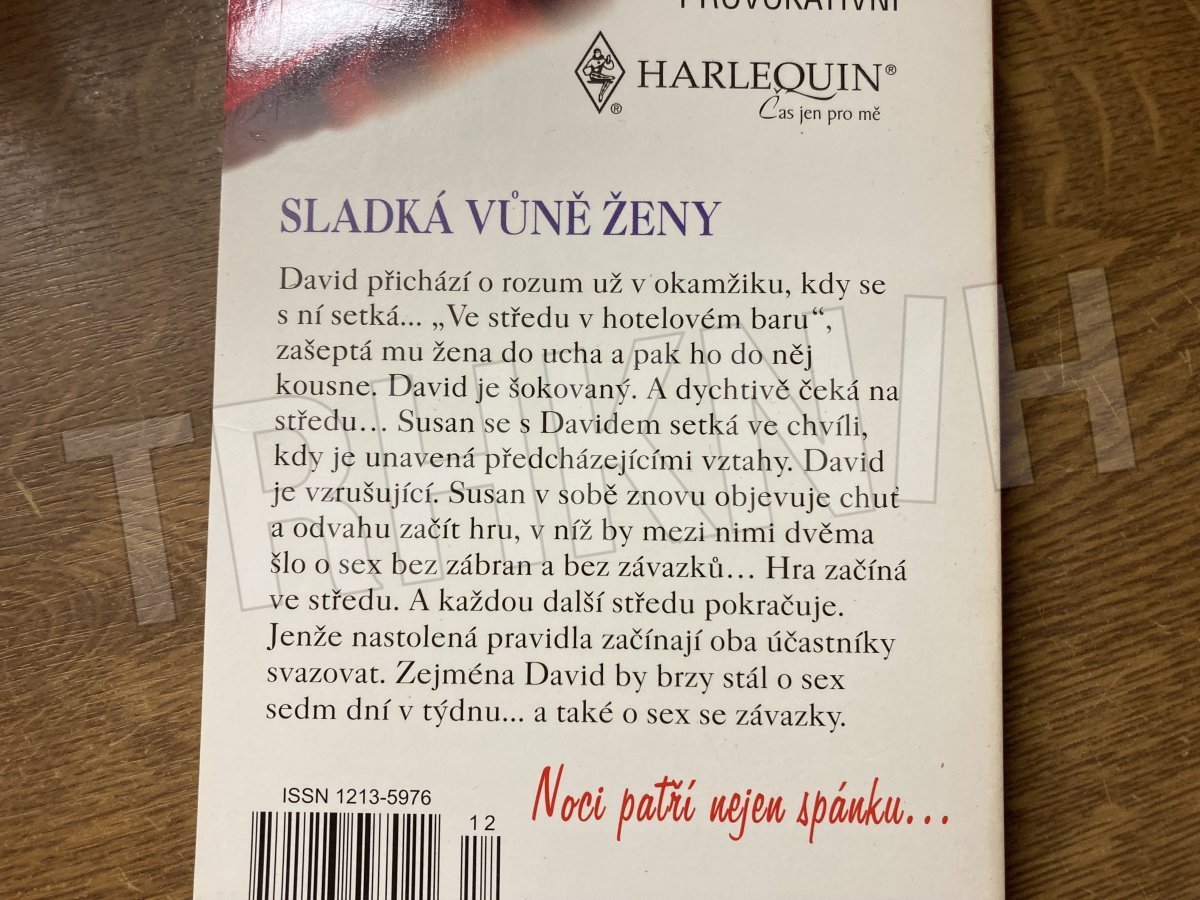 PROVOKATIVNÍ
HARLEQUIN®
®
Čas jen pro mě
SLADKÁ VŮNĚ ŽENY
David přichází o rozum už v okamžiku, kdy se
s ní setká... „Ve středu v hotelovém baru“,
zašeptá mu žena do ucha a pak ho do něj
kousne. David je šokovaný. A dychtivě čeká na
středu… Susan se s Davidem setká ve chvíli,
kdy je unavená předcházejícími vztahy. David
je vzrušující. Susan v sobě znovu objevuje chuť
a odvahu začít hru, v níž by mezi nimi dvěma
šlo o sex bez zábran a bez závazků… Hra začíná
ve středu. A každou další středu pokračuje.
Jenže nastolená pravidla začínají oba účastníky
svazovat. Zejména David by brzy stál o sex
sedm dní v týdnu... a také o sex se závazky.
Noci patří nejen spánku...
ISSN 1213-5976
12
TRHKNIH